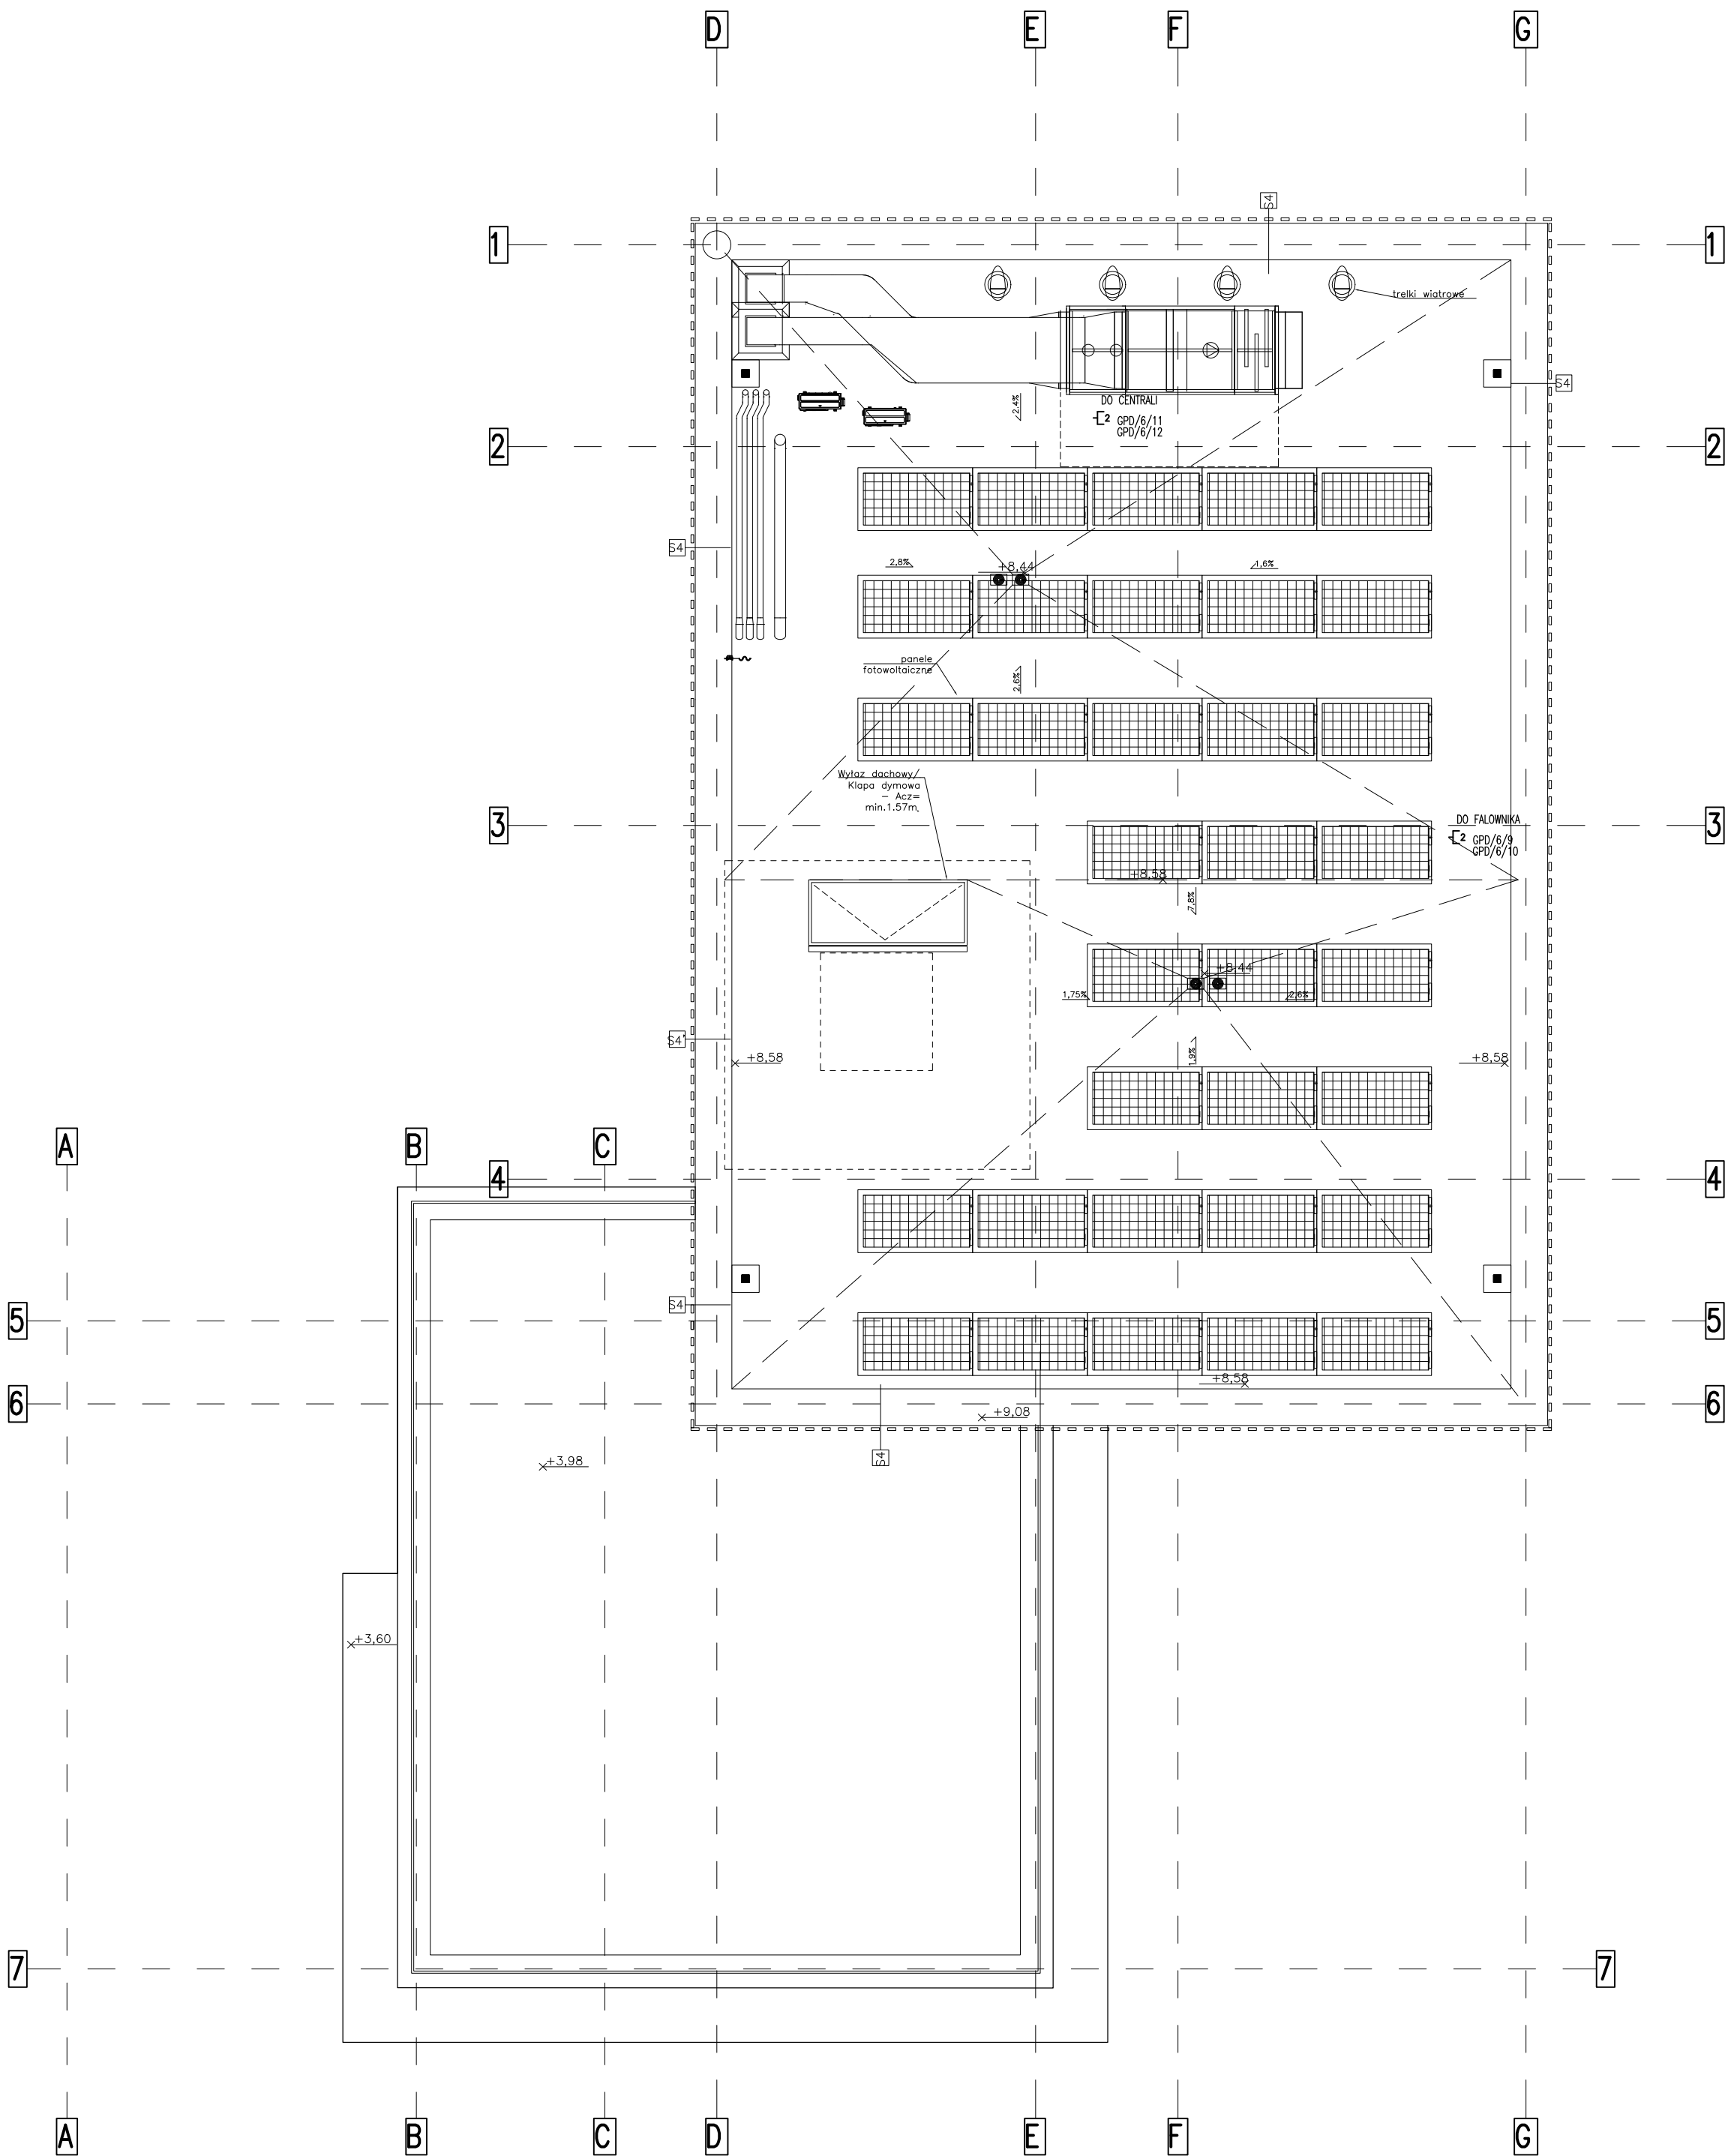 D E F G
S4
1 1
trelki wiatrowe
S4
2,4%
DO CENTRALI
2 GPD/6/11
GPD/6/12
2 2
S4
2,8%
+8,44
1,6%
panele
fotowoltaiczne
2,6%
Wyłaz dachowy/
Klapa dymowa
- Acz=
min.1.57m
3 3
DO FALOWNIKA
2 GPD/6/9
GPD/6/10
+8,58
7,8%
+8,44
1,75%
2,6%
S4'
1,9%
+8,58
+8,58
A B C
4 4
S4
5 5
+8,58
6 6
+9,08
S4
+3,98
+3,60
7 7
A B C D E F G